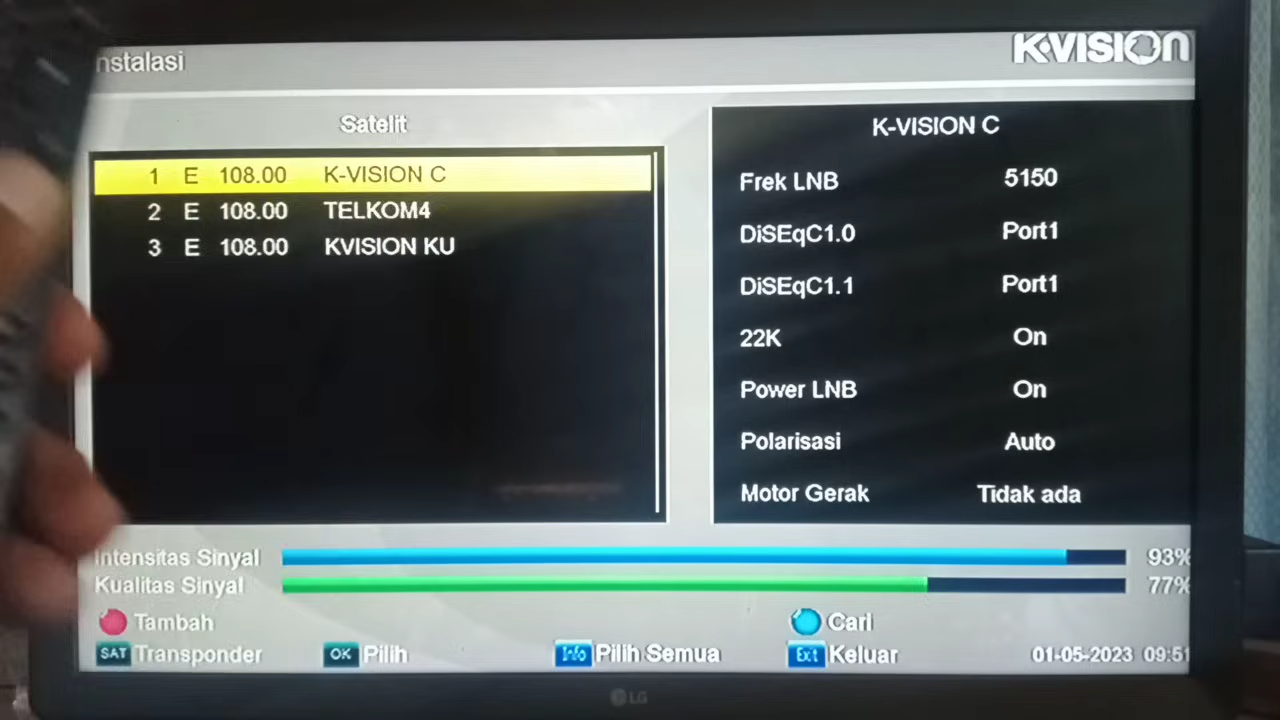 nstalasi
K-VISION
Satelit
1 E 108.00 K-VISION C
2 E 108.00 TELKOM4
3 E 108.00 KVISION KU
K-VISION C
Frek LNB 5150
DiSEqC1.0 Port1
DiSEqC1.1 Port1
22K On
Power LNB On
Polarisasi Auto
Motor Gerak Tidak ada
Intensitas Sinyal 93%
Kualitas Sinyal 77%
Tambah Cari
SAT Transponder OK Pilih Info Pilih Semua Exit Keluar 01-05-2023 09:51
LG